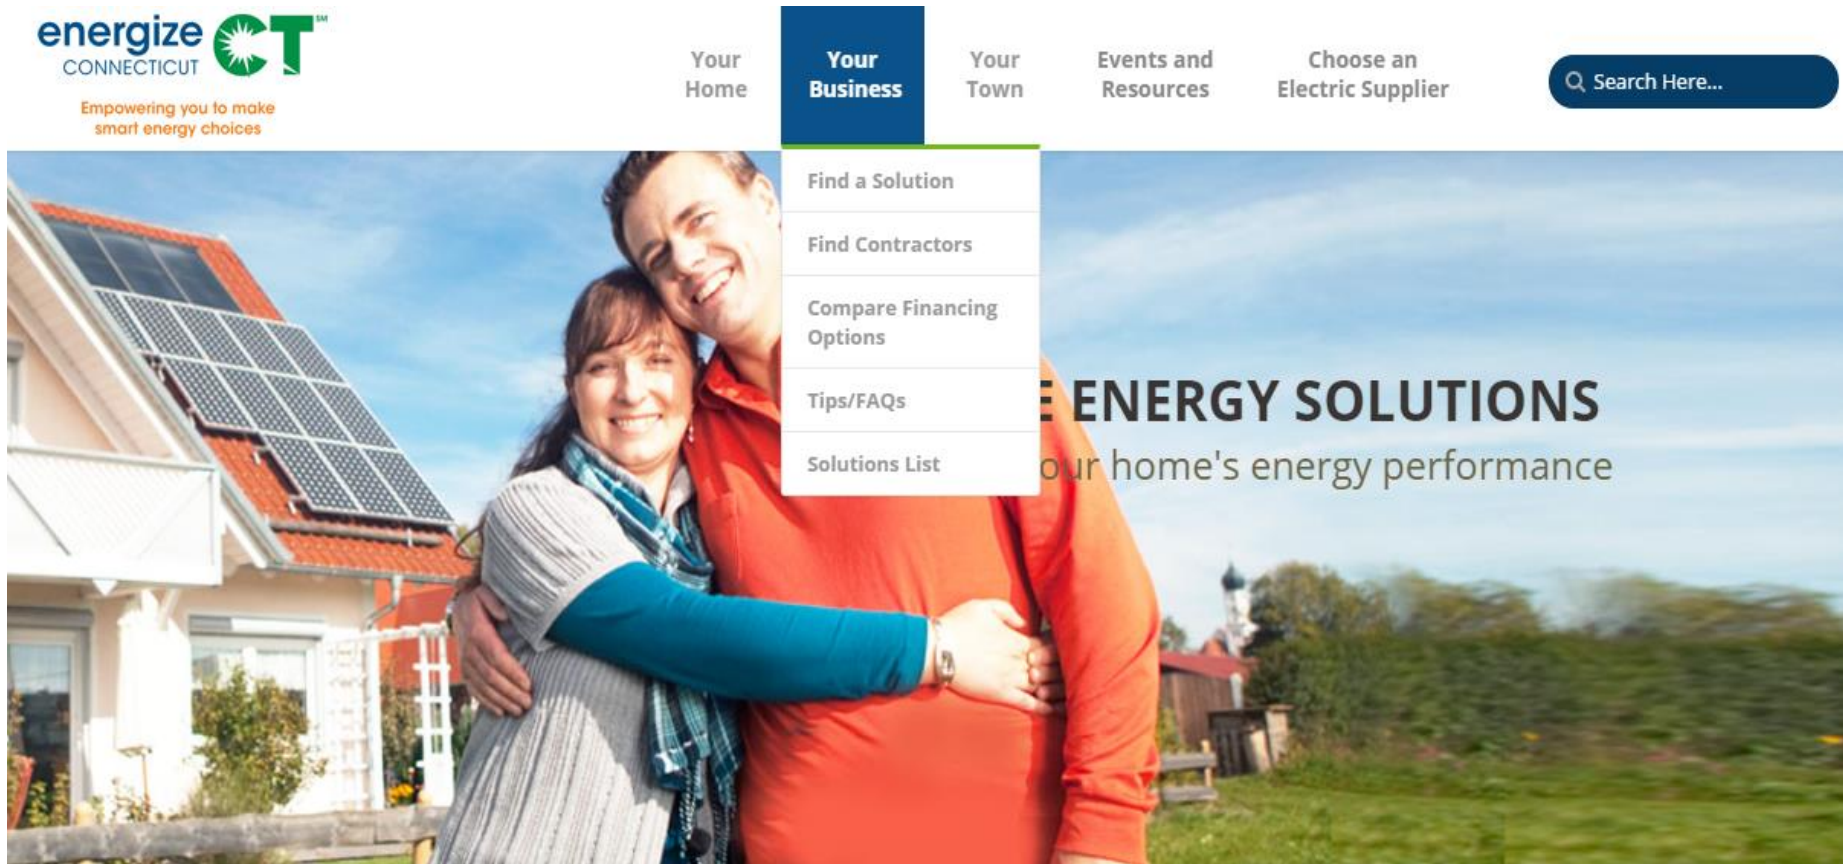 energize CT SM
CONNECTICUT
Empowering you to make
smart energy choices
Your
Home
Your
Business
Your
Town
Events and
Resources
Choose an
Electric Supplier
Search Here...
Find a Solution
Find Contractors
Compare Financing
Options
Tips/FAQs
Solutions List
ENERGY SOLUTIONS
home's energy performance